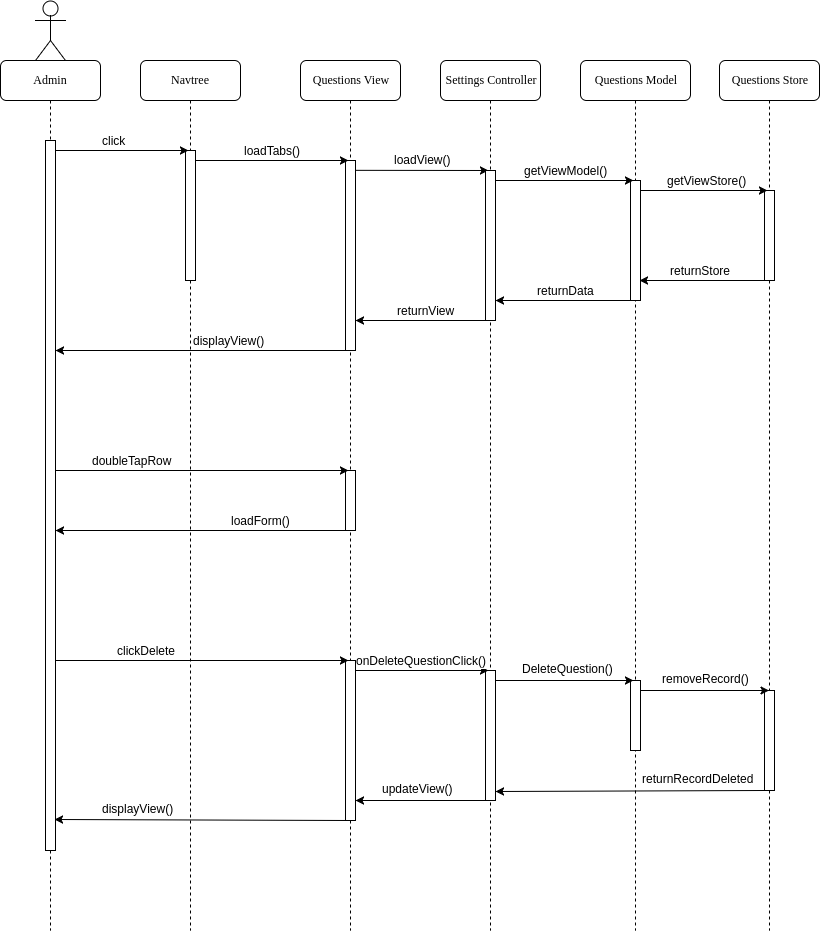 Admin
Navtree
Questions View
Settings Controller
Questions Model
Questions Store
click
loadTabs()
loadView()
getViewModel()
getViewStore()
returnStore
returnData
returnView
displayView()
doubleTapRow
loadForm()
clickDelete
onDeleteQuestionClick()
DeleteQuestion()
removeRecord()
returnRecordDeleted
updateView()
displayView()